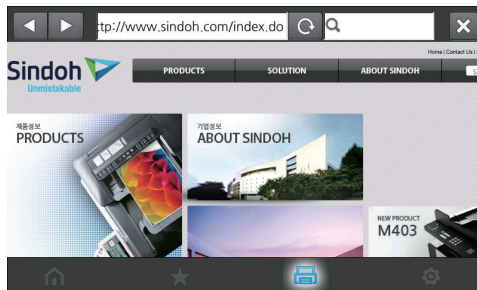 ttp://www.sindoh.com/index.do
Home | Contact Us |
Sindoh
Unmistakable
PRODUCTS SOLUTION ABOUT SINDOH
제품정보
PRODUCTS
기업정보
ABOUT SINDOH
NEW PRODUCT
M403